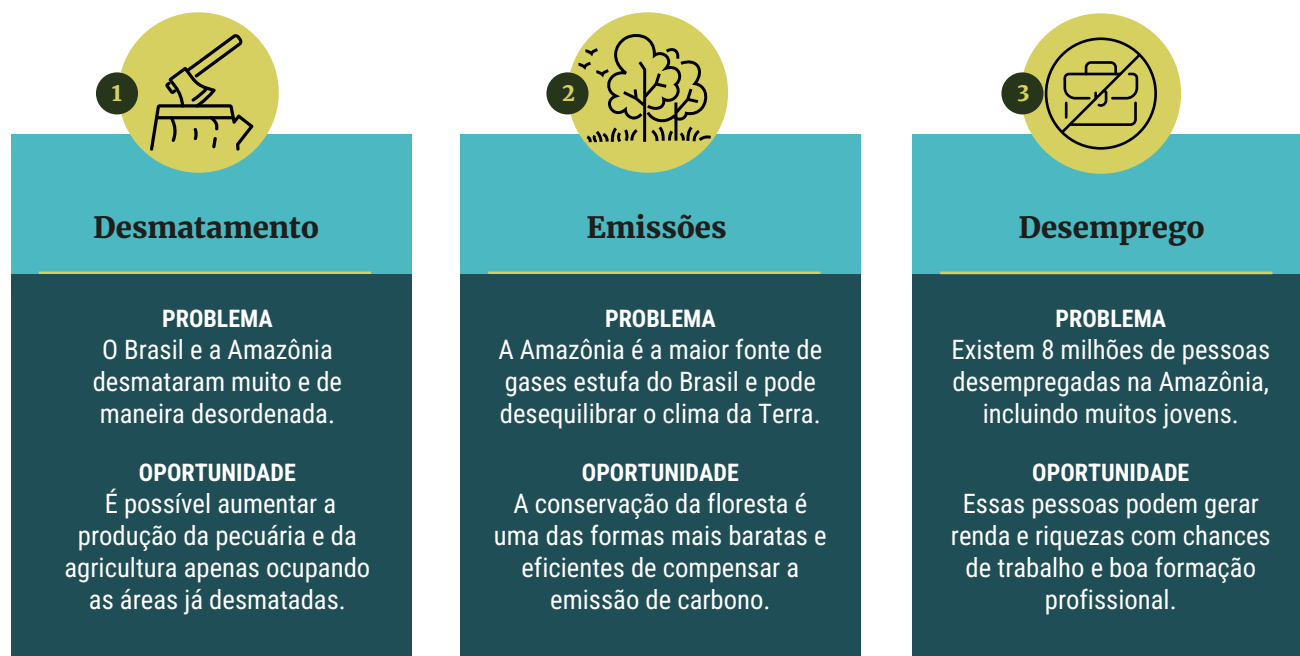 1
Desmatamento
PROBLEMA
O Brasil e a Amazônia
desmataram muito e de
maneira desordenada.
OPORTUNIDADE
É possível aumentar a
produção da pecuária e da
agricultura apenas ocupando
as áreas já desmatadas.
2
Emissões
PROBLEMA
A Amazônia é a maior fonte de
gases estufa do Brasil e pode
desequilibrar o clima da Terra.
OPORTUNIDADE
A conservação da floresta é
uma das formas mais baratas e
eficientes de compensar a
emissão de carbono.
3
Desemprego
PROBLEMA
Existem 8 milhões de pessoas
desempregadas na Amazônia,
incluindo muitos jovens.
OPORTUNIDADE
Essas pessoas podem gerar
renda e riquezas com chances
de trabalho e boa formação
profissional.